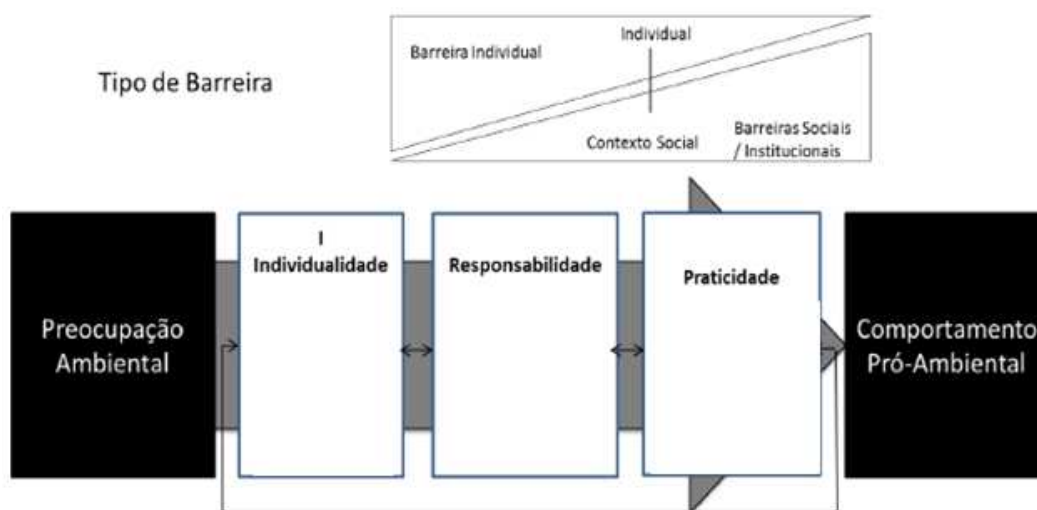 Tipo de Barreira
Barreira Individual
Individual
Contexto Social
Barreiras Sociais
/ Institucionais
Preocupação
Ambiental
I
Individualidade
Responsabilidade
Praticidade
Comportamento
Pró-Ambiental